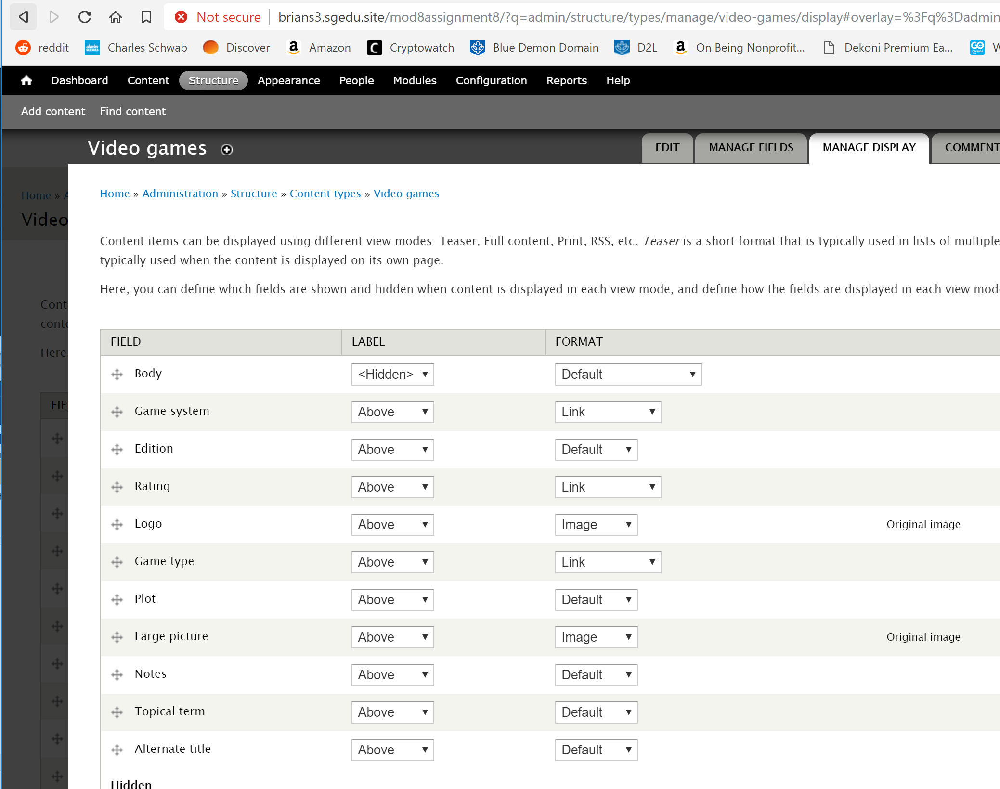 Not secure | brians3.sgedu.site/mod8assignment8/?q=admin/structure/types/manage/video-games/display#overlay=%3Fq%3Dadmin
reddit Charles Schwab Discover Amazon Cryptowatch Blue Demon Domain D2L On Being Nonprofit... Dekoni Premium Ea... W
Dashboard Content Structure Appearance People Modules Configuration Reports Help
Add content Find content
Video games EDIT MANAGE FIELDS MANAGE DISPLAY COMMENT
Home » A
Home » Administration » Structure » Content types » Video games
Video
Content items can be displayed using different view modes: Teaser, Full content, Print, RSS, etc. Teaser is a short format that is typically used in lists of multiple
typically used when the content is displayed on its own page.
Here, you can define which fields are shown and hidden when content is displayed in each view mode, and define how the fields are displayed in each view mod
Conte
conte
Here,
FIELD LABEL FORMAT
Body <Hidden> Default
FIE
Game system Above Link
Edition Above Default
Rating Above Link
Logo Above Image Original image
Game type Above Link
Plot Above Default
Large picture Above Image Original image
Notes Above Default
Topical term Above Default
Alternate title Above Default
Hidden